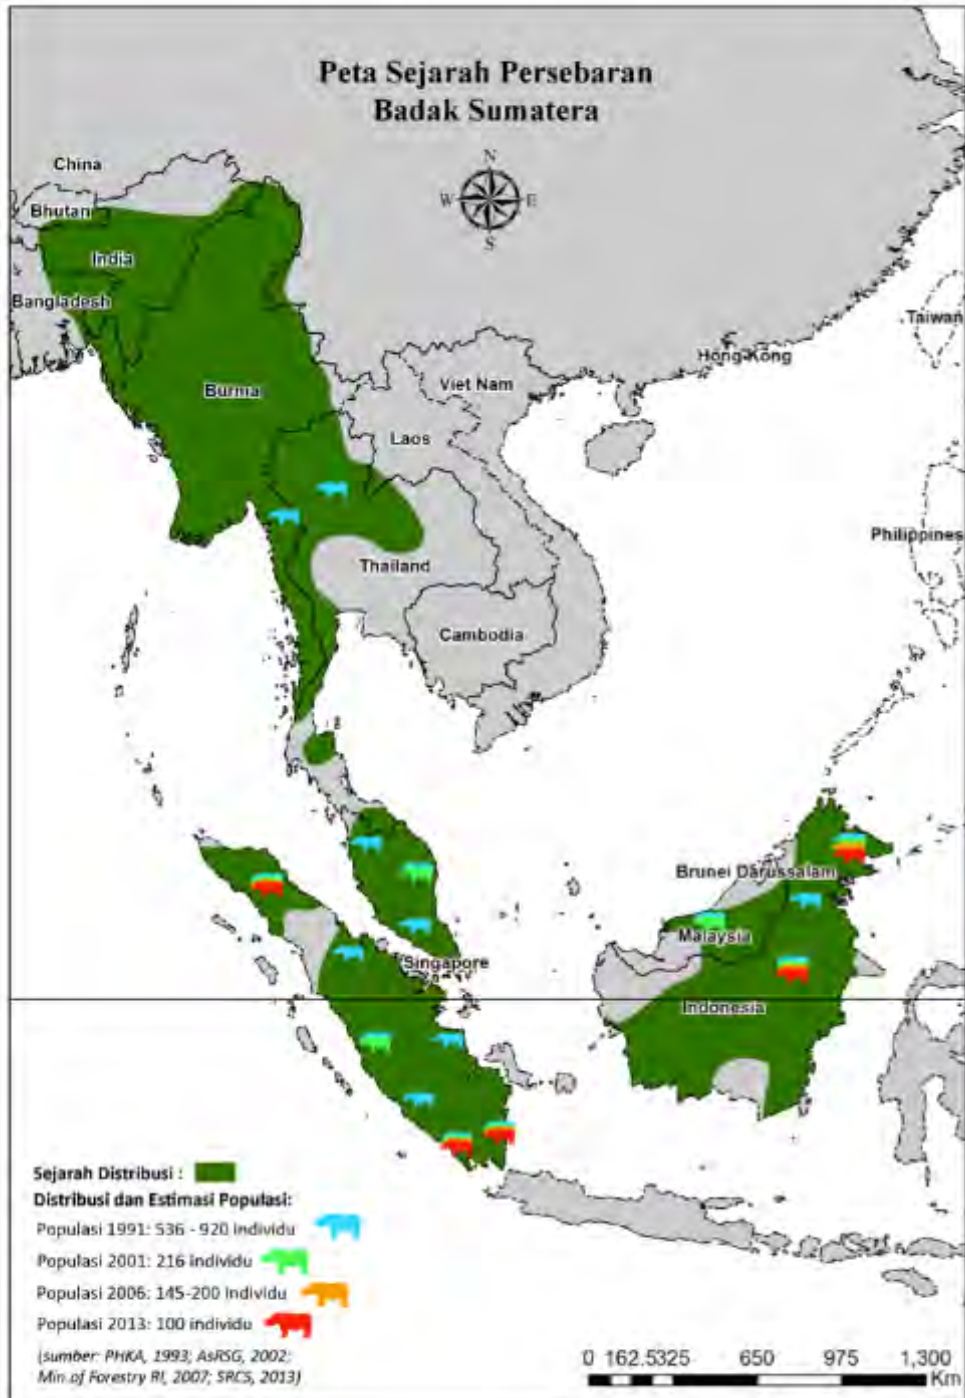 Peta Sejarah Persebaran
Badak Sumatera
N
W E
S
China
Bhutan
India
Bangladesh
Taiwan
Hong-Kong
Burma
Viet Nam
Laos
Philippines
Thailand
Cambodia
Brunei Darussalam
Malaysia
Singapore
Indonesia
Sejarah Distribusi :
Distribusi dan Estimasi Populasi:
Populasi 1991: 536 - 920 individu
Populasi 2001: 216 individu
Populasi 2006: 145-200 individu
Populasi 2013: 100 individu
(sumber: PHKA, 1993; AsRSG, 2002;
Min of Forestry RI, 2007; SRCS, 2013)
0 162.5325 650 975 1,300
Km